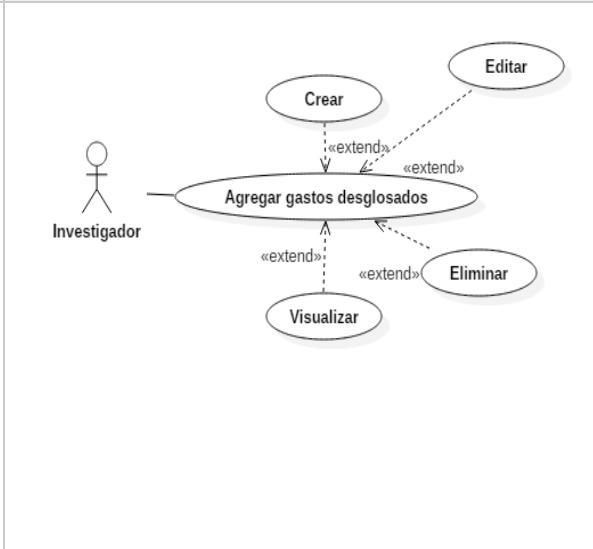 Editar
Crear
«extend»
«extend»
Agregar gastos desglosados
Investigador
«extend»
«extend»
Eliminar
Visualizar